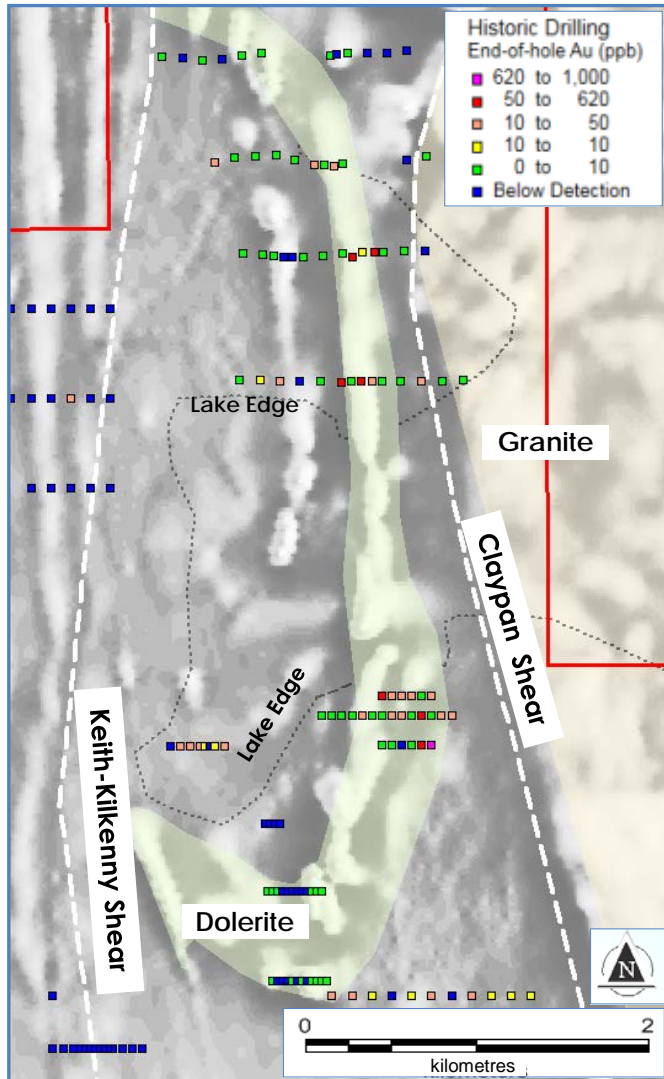 Historic Drilling
End-of-hole Au (ppb)
620 to 1,000
50 to 620
10 to 50
10 to 10
0 to 10
Below Detection
Lake Edge
Granite
Claypan Shear
Lake Edge
Keith-Kilkenny Shear
Dolerite
N
0 2
kilometres